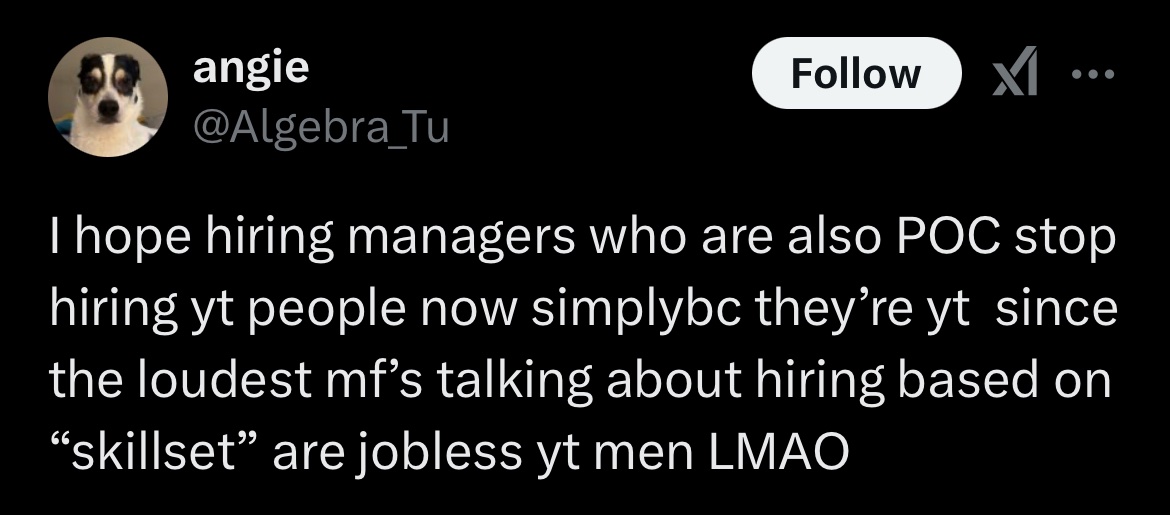 angie
Follow
@Algebra_Tu
I hope hiring managers who are also POC stop
hiring yt people now simplybc they’re yt  since
the loudest mf’s talking about hiring based on
“skillset” are jobless yt men LMAO